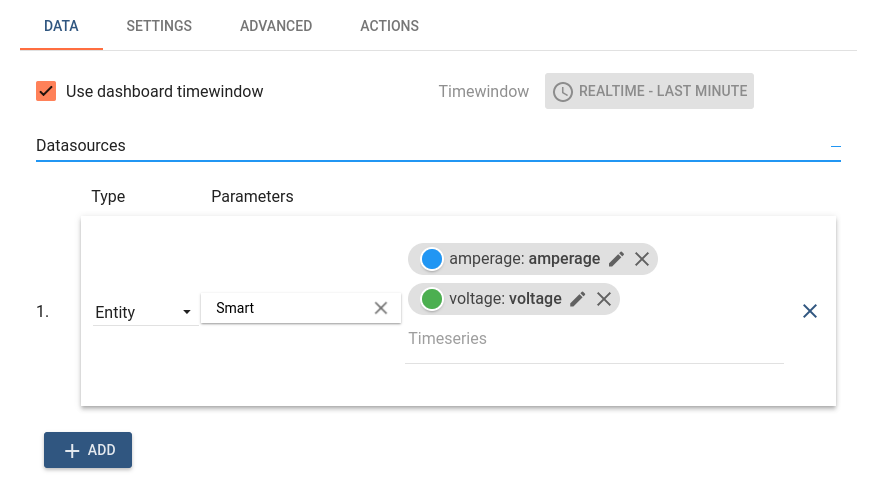 DATA SETTINGS ADVANCED ACTIONS
Use dashboard timewindow Timewindow REALTIME - LAST MINUTE
Datasources
Type Parameters
amperage: amperage
voltage: voltage
1. Entity Smart
Timeseries
ADD